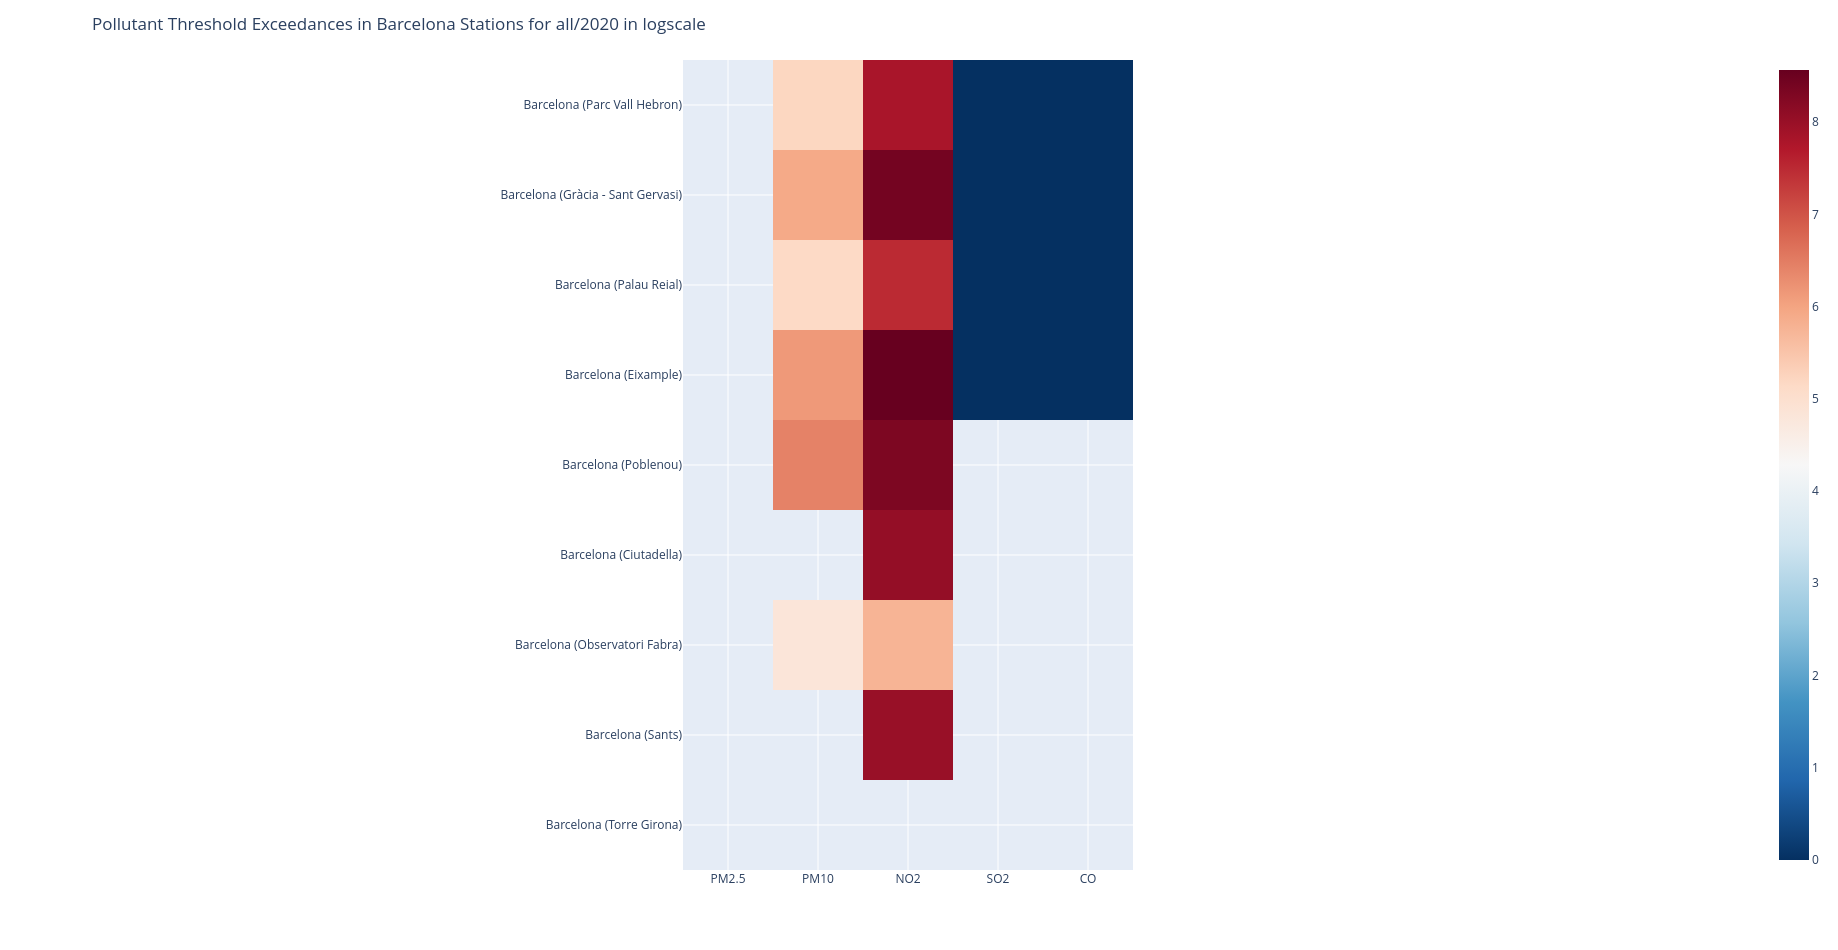 Pollutant Threshold Exceedances in Barcelona Stations for all/2020 in logscale
Barcelona (Parc Vall Hebron)
Barcelona (Gràcia - Sant Gervasi)
Barcelona (Palau Reial)
Barcelona (Eixample)
Barcelona (Poblenou)
Barcelona (Ciutadella)
Barcelona (Observatori Fabra)
Barcelona (Sants)
Barcelona (Torre Girona)
PM2.5 PM10 NO2 SO2 CO
8
7
6
5
4
3
2
1
0